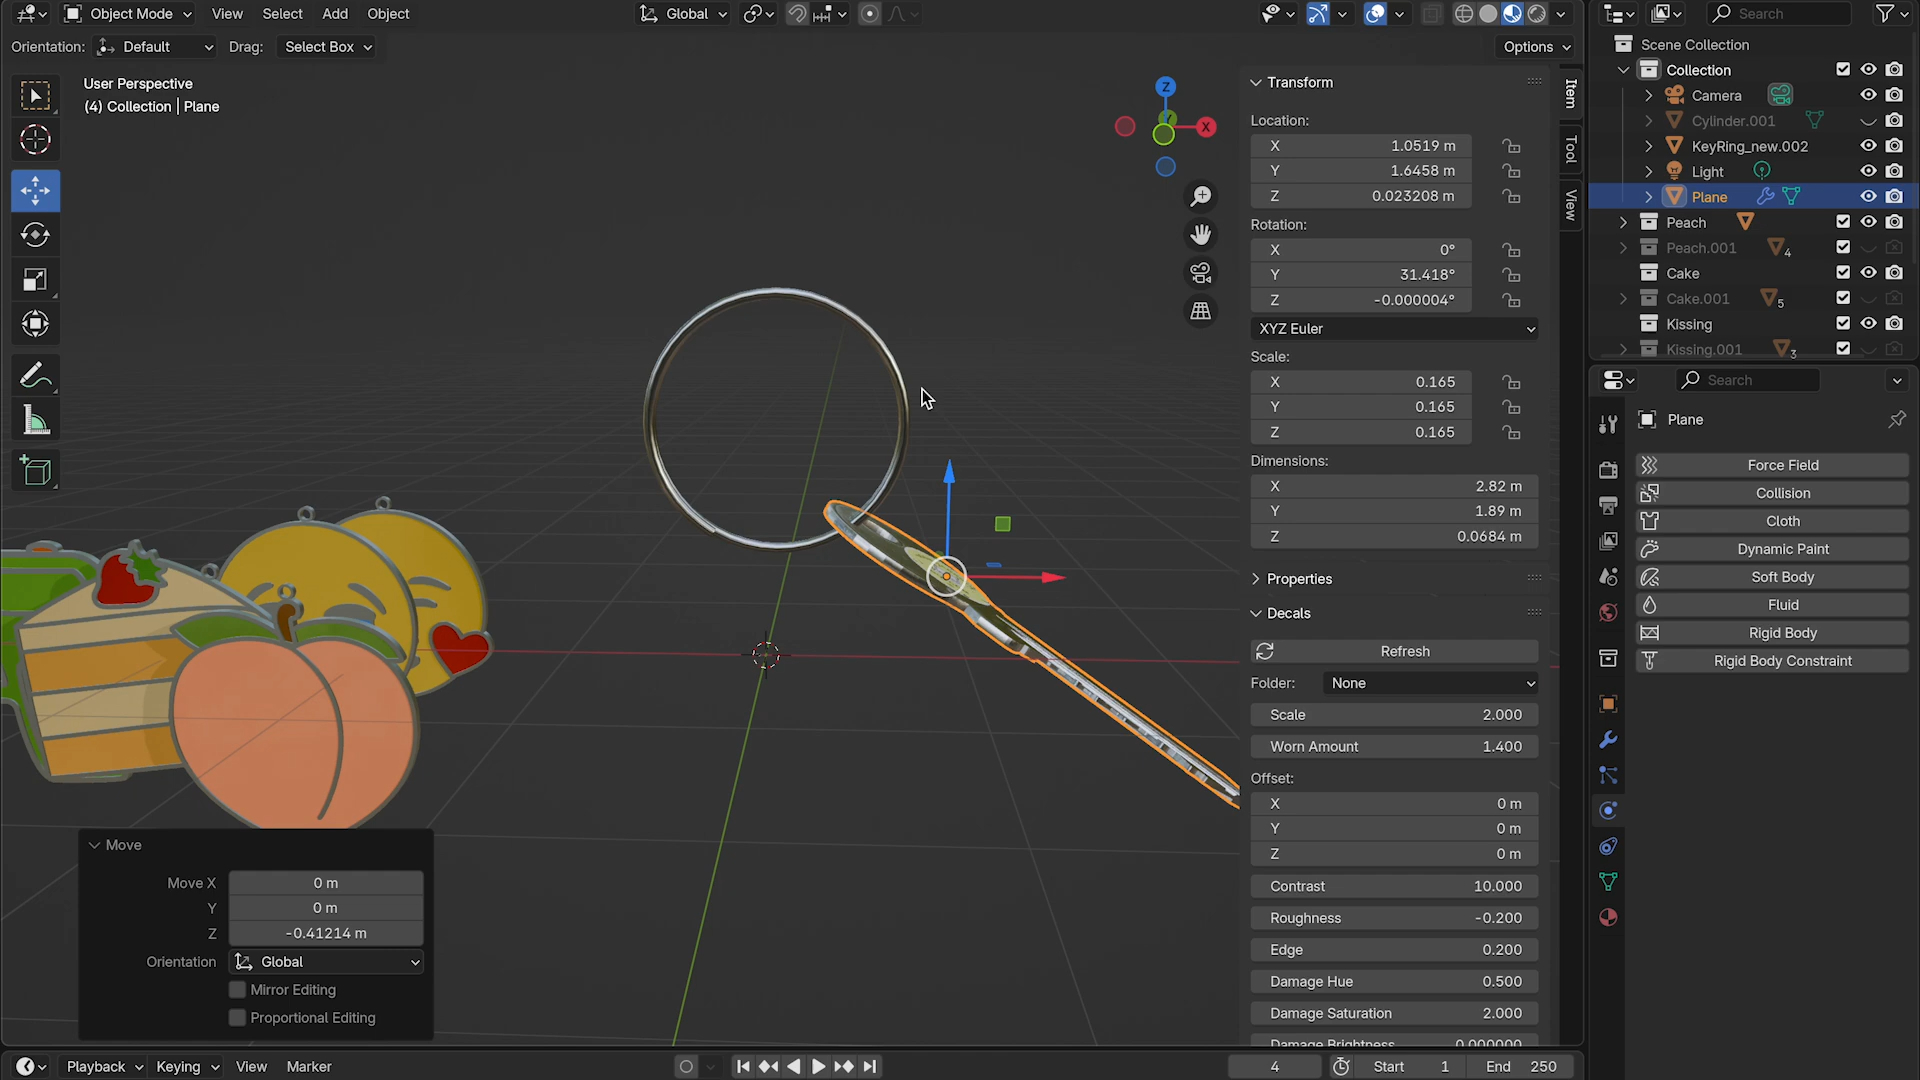 Object Mode View Select Add Object Global Options
Orientation: Default Drag: Select Box
User Perspective
(4) Collection | Plane
Z
X
Transform
Location:
X 1.0519 m
Y 1.6458 m
Z 0.023208 m
Rotation:
X 0°
Y 31.418°
Z -0.000004°
XYZ Euler
Scale:
X 0.165
Y 0.165
Z 0.165
Dimensions:
X 2.82 m
Y 1.89 m
Z 0.0684 m
Properties
Decals
Refresh
Folder: None
Scale 2.000
Worn Amount 1.400
Offset:
X 0 m
Y 0 m
Z 0 m
Contrast 10.000
Roughness -0.200
Edge 0.200
Damage Hue 0.500
Damage Saturation 2.000
Damage Brightness 0.000000
Item
Tool
View
Search
Scene Collection
Collection
Camera
Cylinder.001
KeyRing_new.002
Light
Plane
Peach
Peach.001 4
Cake
Cake.001 5
Kissing
Kissing.001 3
Search
Plane
Force Field
Collision
Cloth
Dynamic Paint
Soft Body
Fluid
Rigid Body
Rigid Body Constraint
Move
Move X 0 m
Y 0 m
Z -0.41214 m
Orientation Global
Mirror Editing
Proportional Editing
Playback Keying View Marker 4 Start 1 End 250